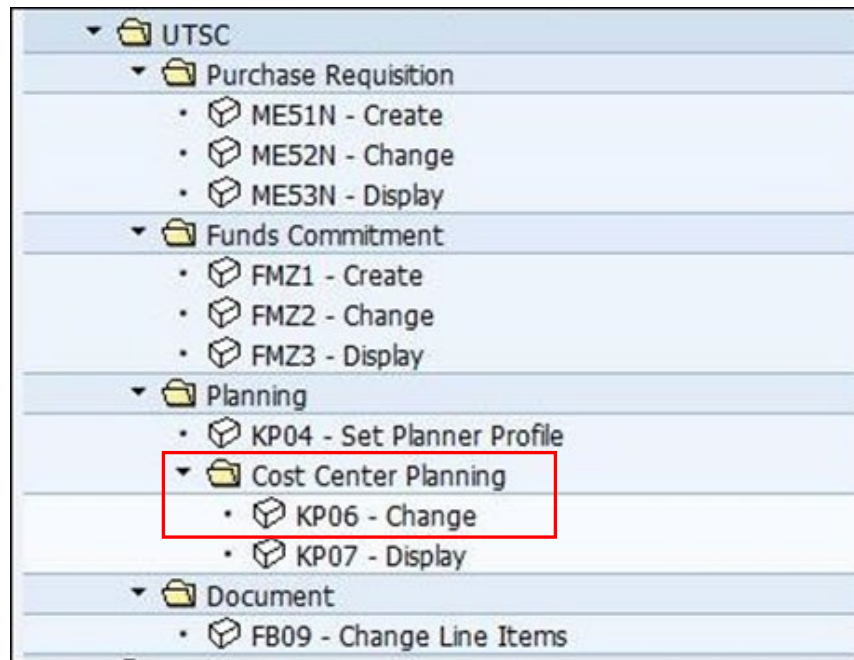 UTSC
Purchase Requisition
ME51N - Create
ME52N - Change
ME53N - Display
Funds Commitment
FMZ1 - Create
FMZ2 - Change
FMZ3 - Display
Planning
KP04 - Set Planner Profile
Cost Center Planning
KP06 - Change
KP07 - Display
Document
FB09 - Change Line Items